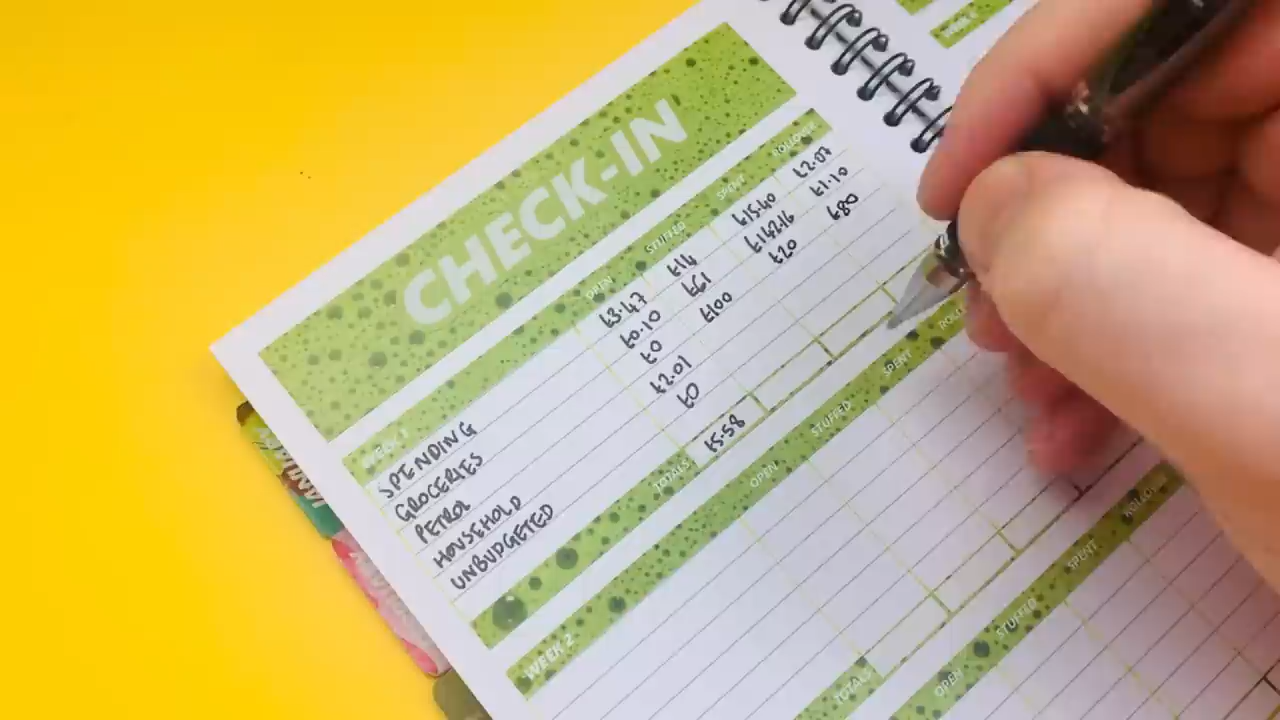 CHECK-IN
WEEK 1 OPEN STUFFED SPENT ROLLOVER
SPENDING £3.47 £14 £15.40 £2.07
GROCERIES £0.10 £61 £142.16 £1.10
PETROL £0 £100 £20 £80
HOUSEHOLD £2.01
UNBUDGETED £0
TOTALS £5.58
WEEK 2 OPEN STUFFED SPENT
TOTALS
OPEN STUFFED SPENT